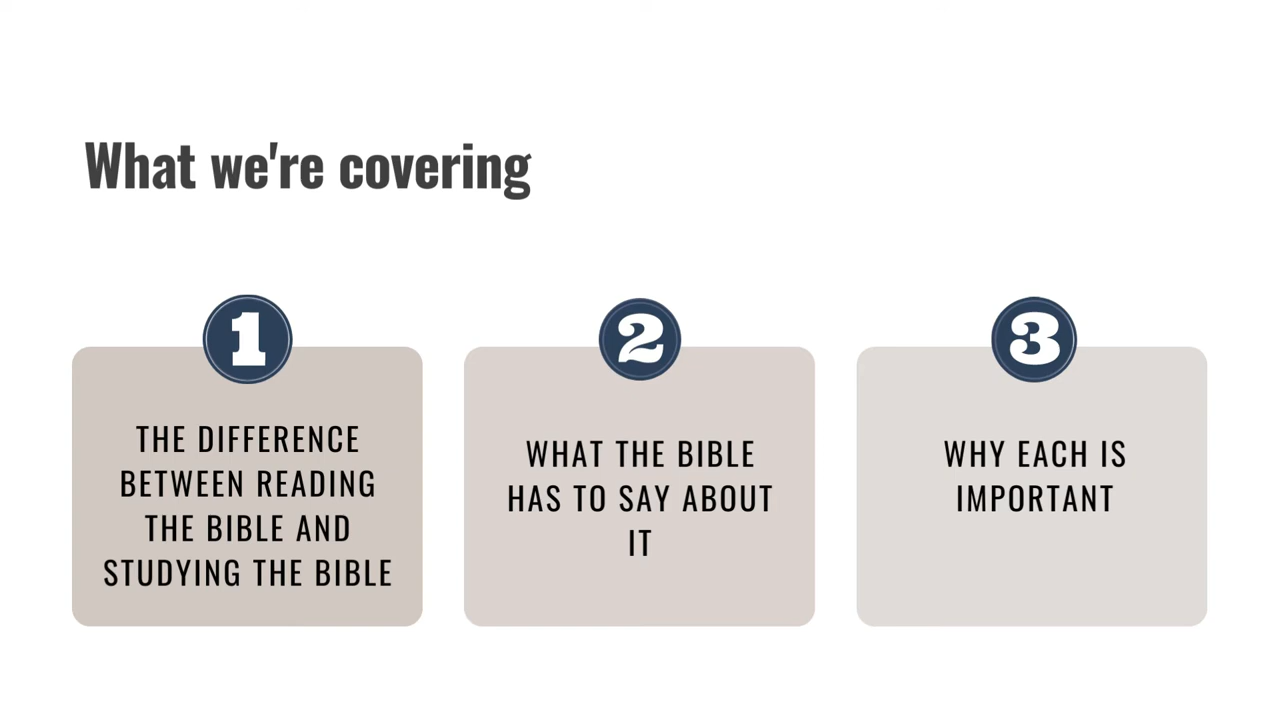 What we're covering
1
THE DIFFERENCE
BETWEEN READING
THE BIBLE AND
STUDYING THE BIBLE
2
WHAT THE BIBLE
HAS TO SAY ABOUT
IT
3
WHY EACH IS
IMPORTANT